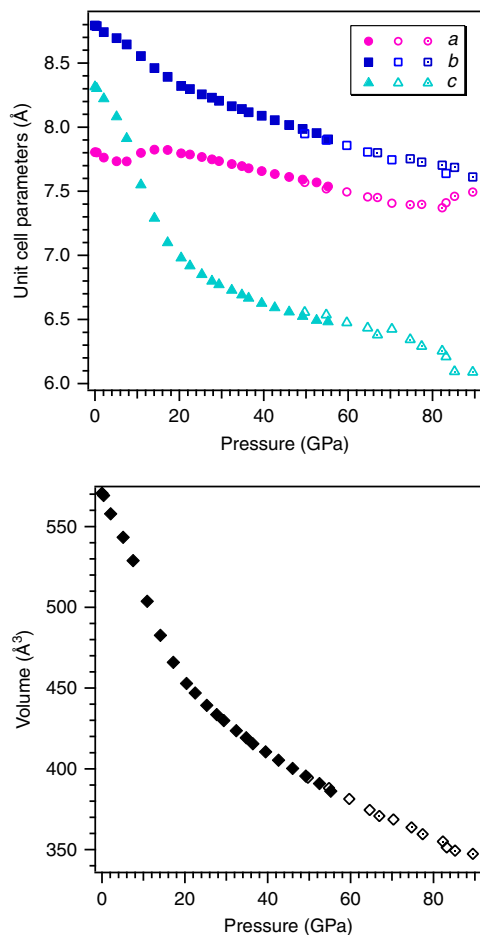 a
b
c
8.5
8.0
7.5
7.0
6.5
6.0
Unit cell parameters (Å)
0 20 40 60 80
Pressure (GPa)
550
500
450
400
350
Volume (Å³)
0 20 40 60 80
Pressure (GPa)